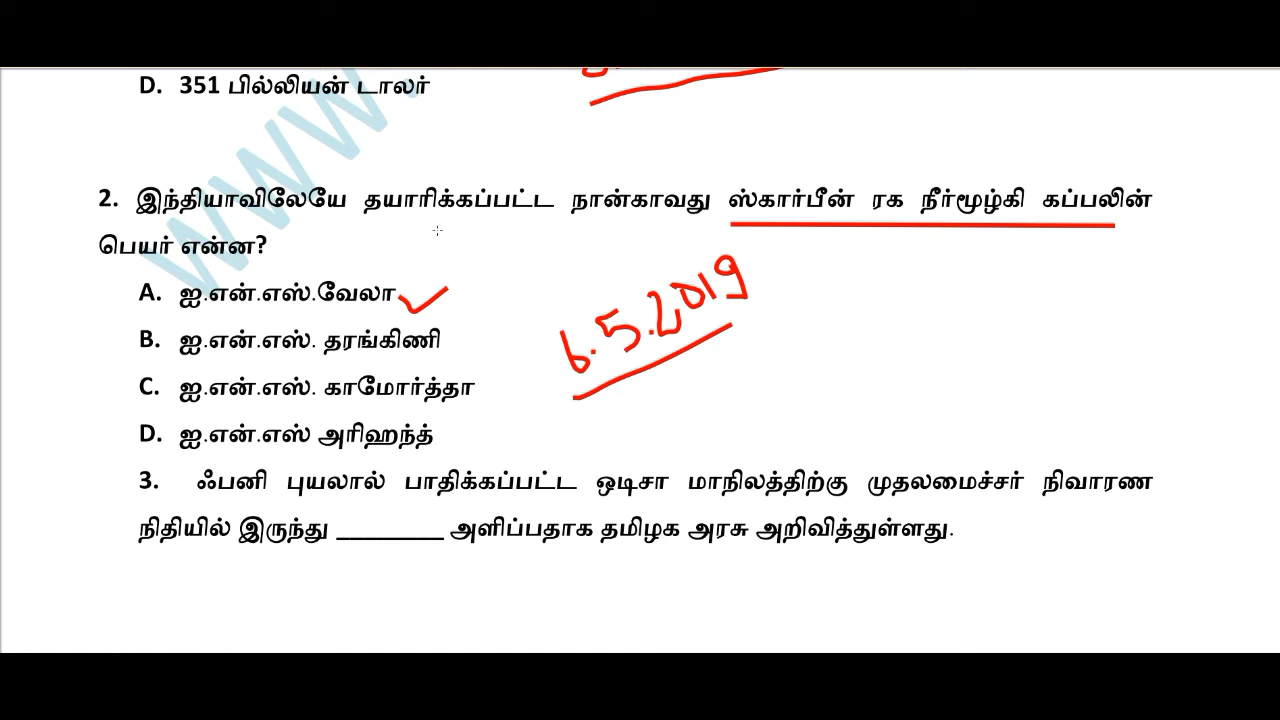 D. 351 பில்லியன் டாலர்
www.
2. இந்தியாவிலேயே தயாரிக்கப்பட்ட நான்காவது ஸ்கார்பீன் ரக நீர்மூழ்கி கப்பலின்
பெயர் என்ன?
A. ஐ.என்.எஸ்.வேலா
B. ஐ.என்.எஸ். தரங்கிணி
6.5.2019
C. ஐ.என்.எஸ். காமோர்த்தா
D. ஐ.என்.எஸ் அரிஹந்த்
3. ஃபனி புயலால் பாதிக்கப்பட்ட ஒடிசா மாநிலத்திற்கு முதலமைச்சர் நிவாரண
நிதியில் இருந்து ________ அளிப்பதாக தமிழக அரசு அறிவித்துள்ளது.